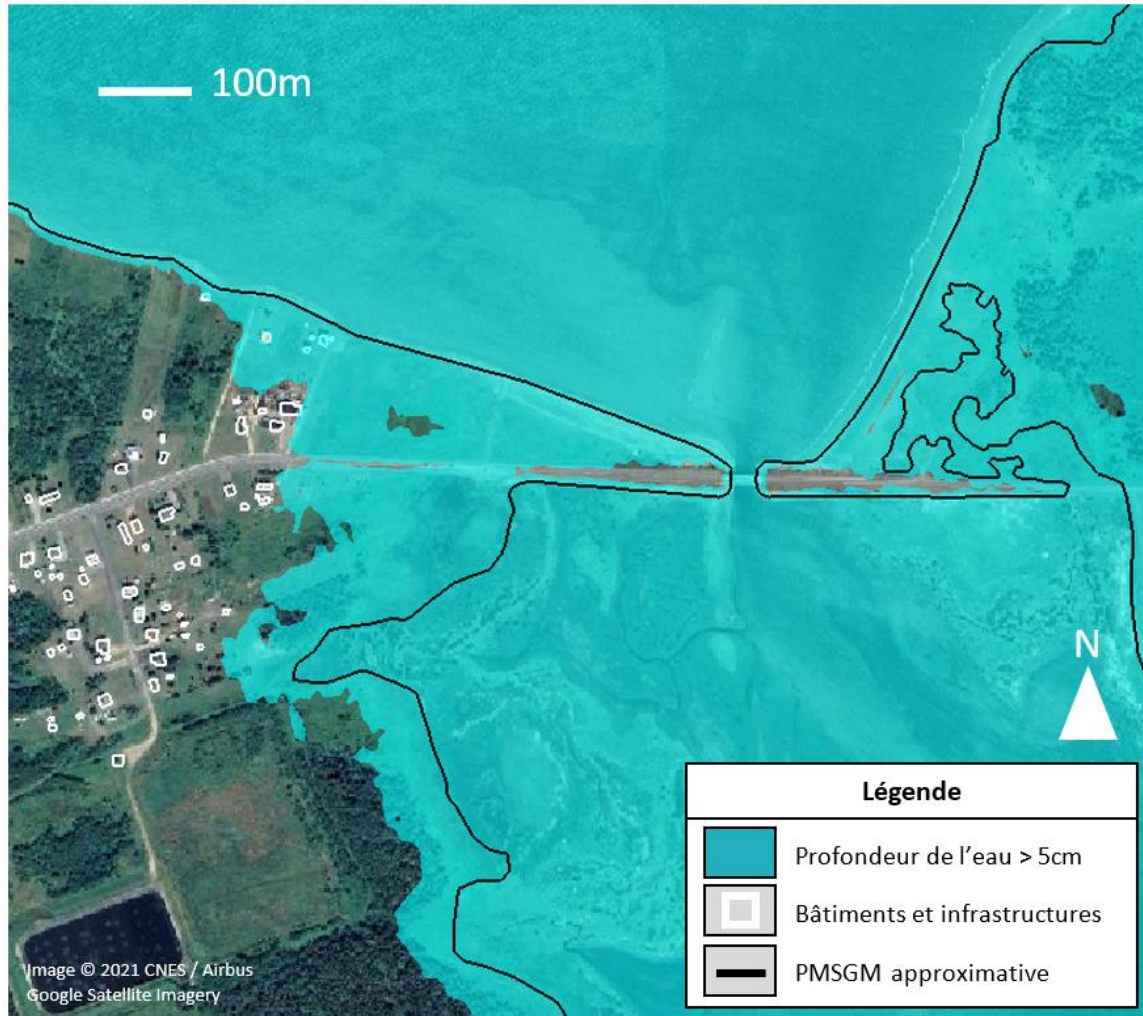 100m
N
Légende
Profondeur de l'eau > 5cm
Bâtiments et infrastructures
PMSGM approximative
Image © 2021 CNES / Airbus
Google Satellite Imagery